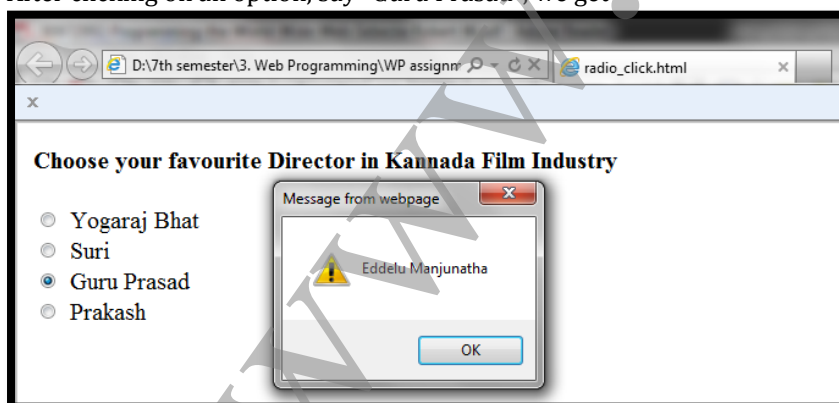 After clicking on an option, say "Guru Prasad", we get
D:\7th semester\3. Web Programming\WP assignm
radio_click.html
x
Choose your favourite Director in Kannada Film Industry
Yogaraj Bhat
Suri
Guru Prasad
Prakash
Message from webpage
Eddelu Manjunatha
OK
www.